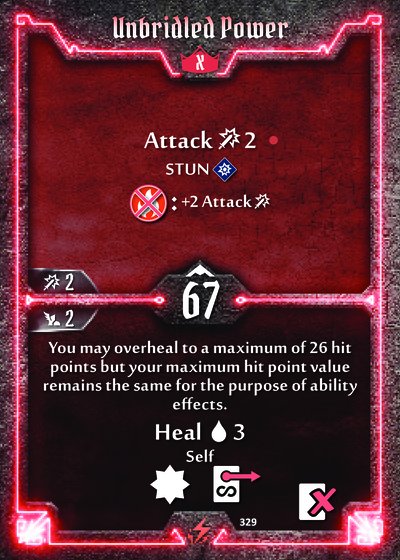 Unbridled Power
א
Attack 2
STUN
: +2 Attack
2
67
2
You may overheal to a maximum of 26 hit
points but your maximum hit point value
remains the same for the purpose of ability
effects.
Heal 3
Self
329